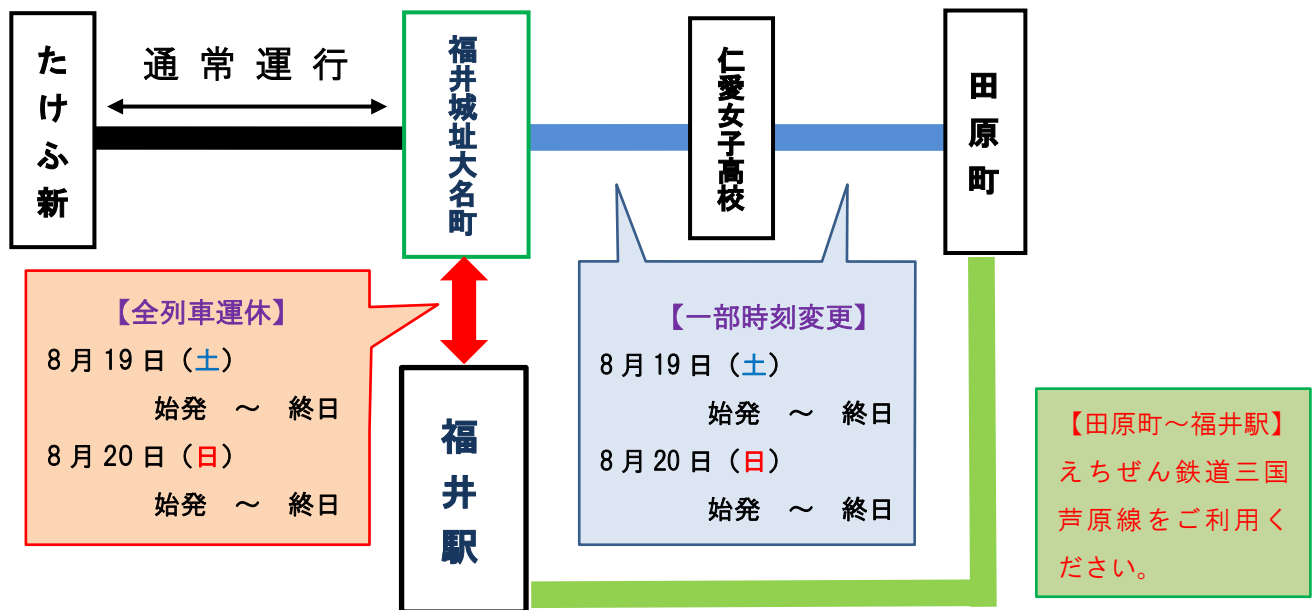 たけふ新
通常運行
福井城址大名町
仁愛女子高校
田原町
【全列車運休】
8月19日（土）
始発　～　終日
8月20日（日）
始発　～　終日
福井駅
【一部時刻変更】
8月19日（土）
始発　～　終日
8月20日（日）
始発　～　終日
【田原町～福井駅】
えちぜん鉄道三国
芦原線をご利用く
ださい。